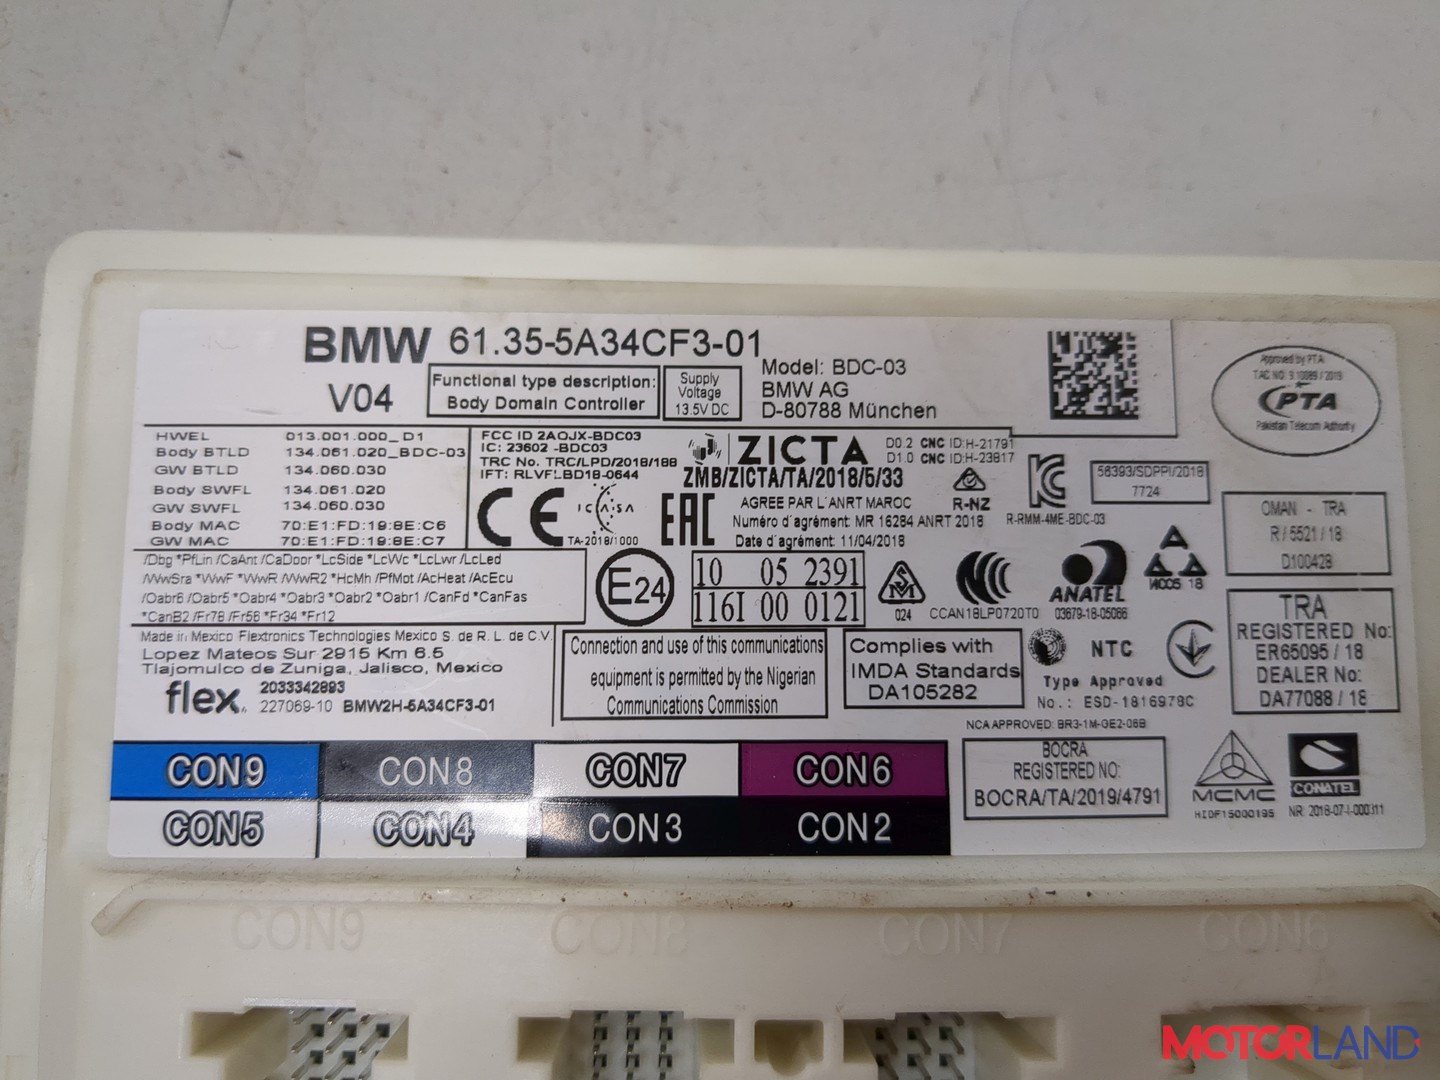 BMW 61.35-5A34CF3-01
V04
Functional type description:
Body Domain Controller
Supply
Voltage
13.5V DC
Model: BDC-03
BMW AG
D-80788 München
Approved by PTA
TAC NO: 9.10089 / 2019
PTA
Pakistan Telecom Authority
HWEL 013.001.000_D1
Body BTLD 134.061.020_BDC-03
GW BTLD 134.060.030
Body SWFL 134.061.020
GW SWFL 134.060.030
Body MAC 70:E1:FD:19:8E:C6
GW MAC 70:E1:FD:19:8E:C7
FCC ID 2AOJX-BDC03
IC: 23602 -BDC03
TRC No. TRC/LPD/2018/188
IFT: RLVFLBD18-0644
CE
ICASA
TA-2018/1000
ZICTA
ZMB/ZICTA/TA/2018/5/33
D0.2 CNC ID:H-21791
D1.0 CNC ID:H-23817
EAC
AGREE PAR L'ANRT MAROC
Numéro d'agrément: MR 16284 ANRT 2018
Date d'agrément: 11/04/2018
R-NZ
R-RMM-4ME-BDC-03
56393/SDPPI/2018
7724
OMAN - TRA
R / 5521 / 18
D100428
/Dbg *PfLin /CaAnt /CaDoor *LcSide *LcWc *LcLwr /LcLed
/WwSra *WwF *WwR /WwR2 *HcMh /PfMot /AcHeat /AcEcu
/Oabr6 /Oabr5 *Oabr4 *Oabr3 *Oabr2 *Oabr1 /CanFd *CanFas
*CanB2 /Fr78 /Fr56 *Fr34 *Fr12
E24
10 05 2391
116I 00 0121
024
CCAN18LP0720T0
ANATEL
03679-18-05066
И005 18
TRA
REGISTERED No:
ER65095 / 18
DEALER No:
DA77088 / 18
Made in Mexico Flextronics Technologies Mexico S. de R. L. de C.V.
Lopez Mateos Sur 2915 Km 6.5
Tlajomulco de Zuniga, Jalisco, Mexico
flex. 2033342893
227069-10 BMW2H-5A34CF3-01
Connection and use of this communications
equipment is permitted by the Nigerian
Communications Commission
Complies with
IMDA Standards
DA105282
NTC
Type Approved
No.: ESD-1816978C
NCA APPROVED: BR3-1M-GE2-06B
CON9 CON8 CON7 CON6
CON5 CON4 CON3 CON2
BOCRA
REGISTERED NO:
BOCRA/TA/2019/4791
MCMC
HIDF15000195
CONATEL
CON9 CON8 CON7 CON6
MOTORLAND